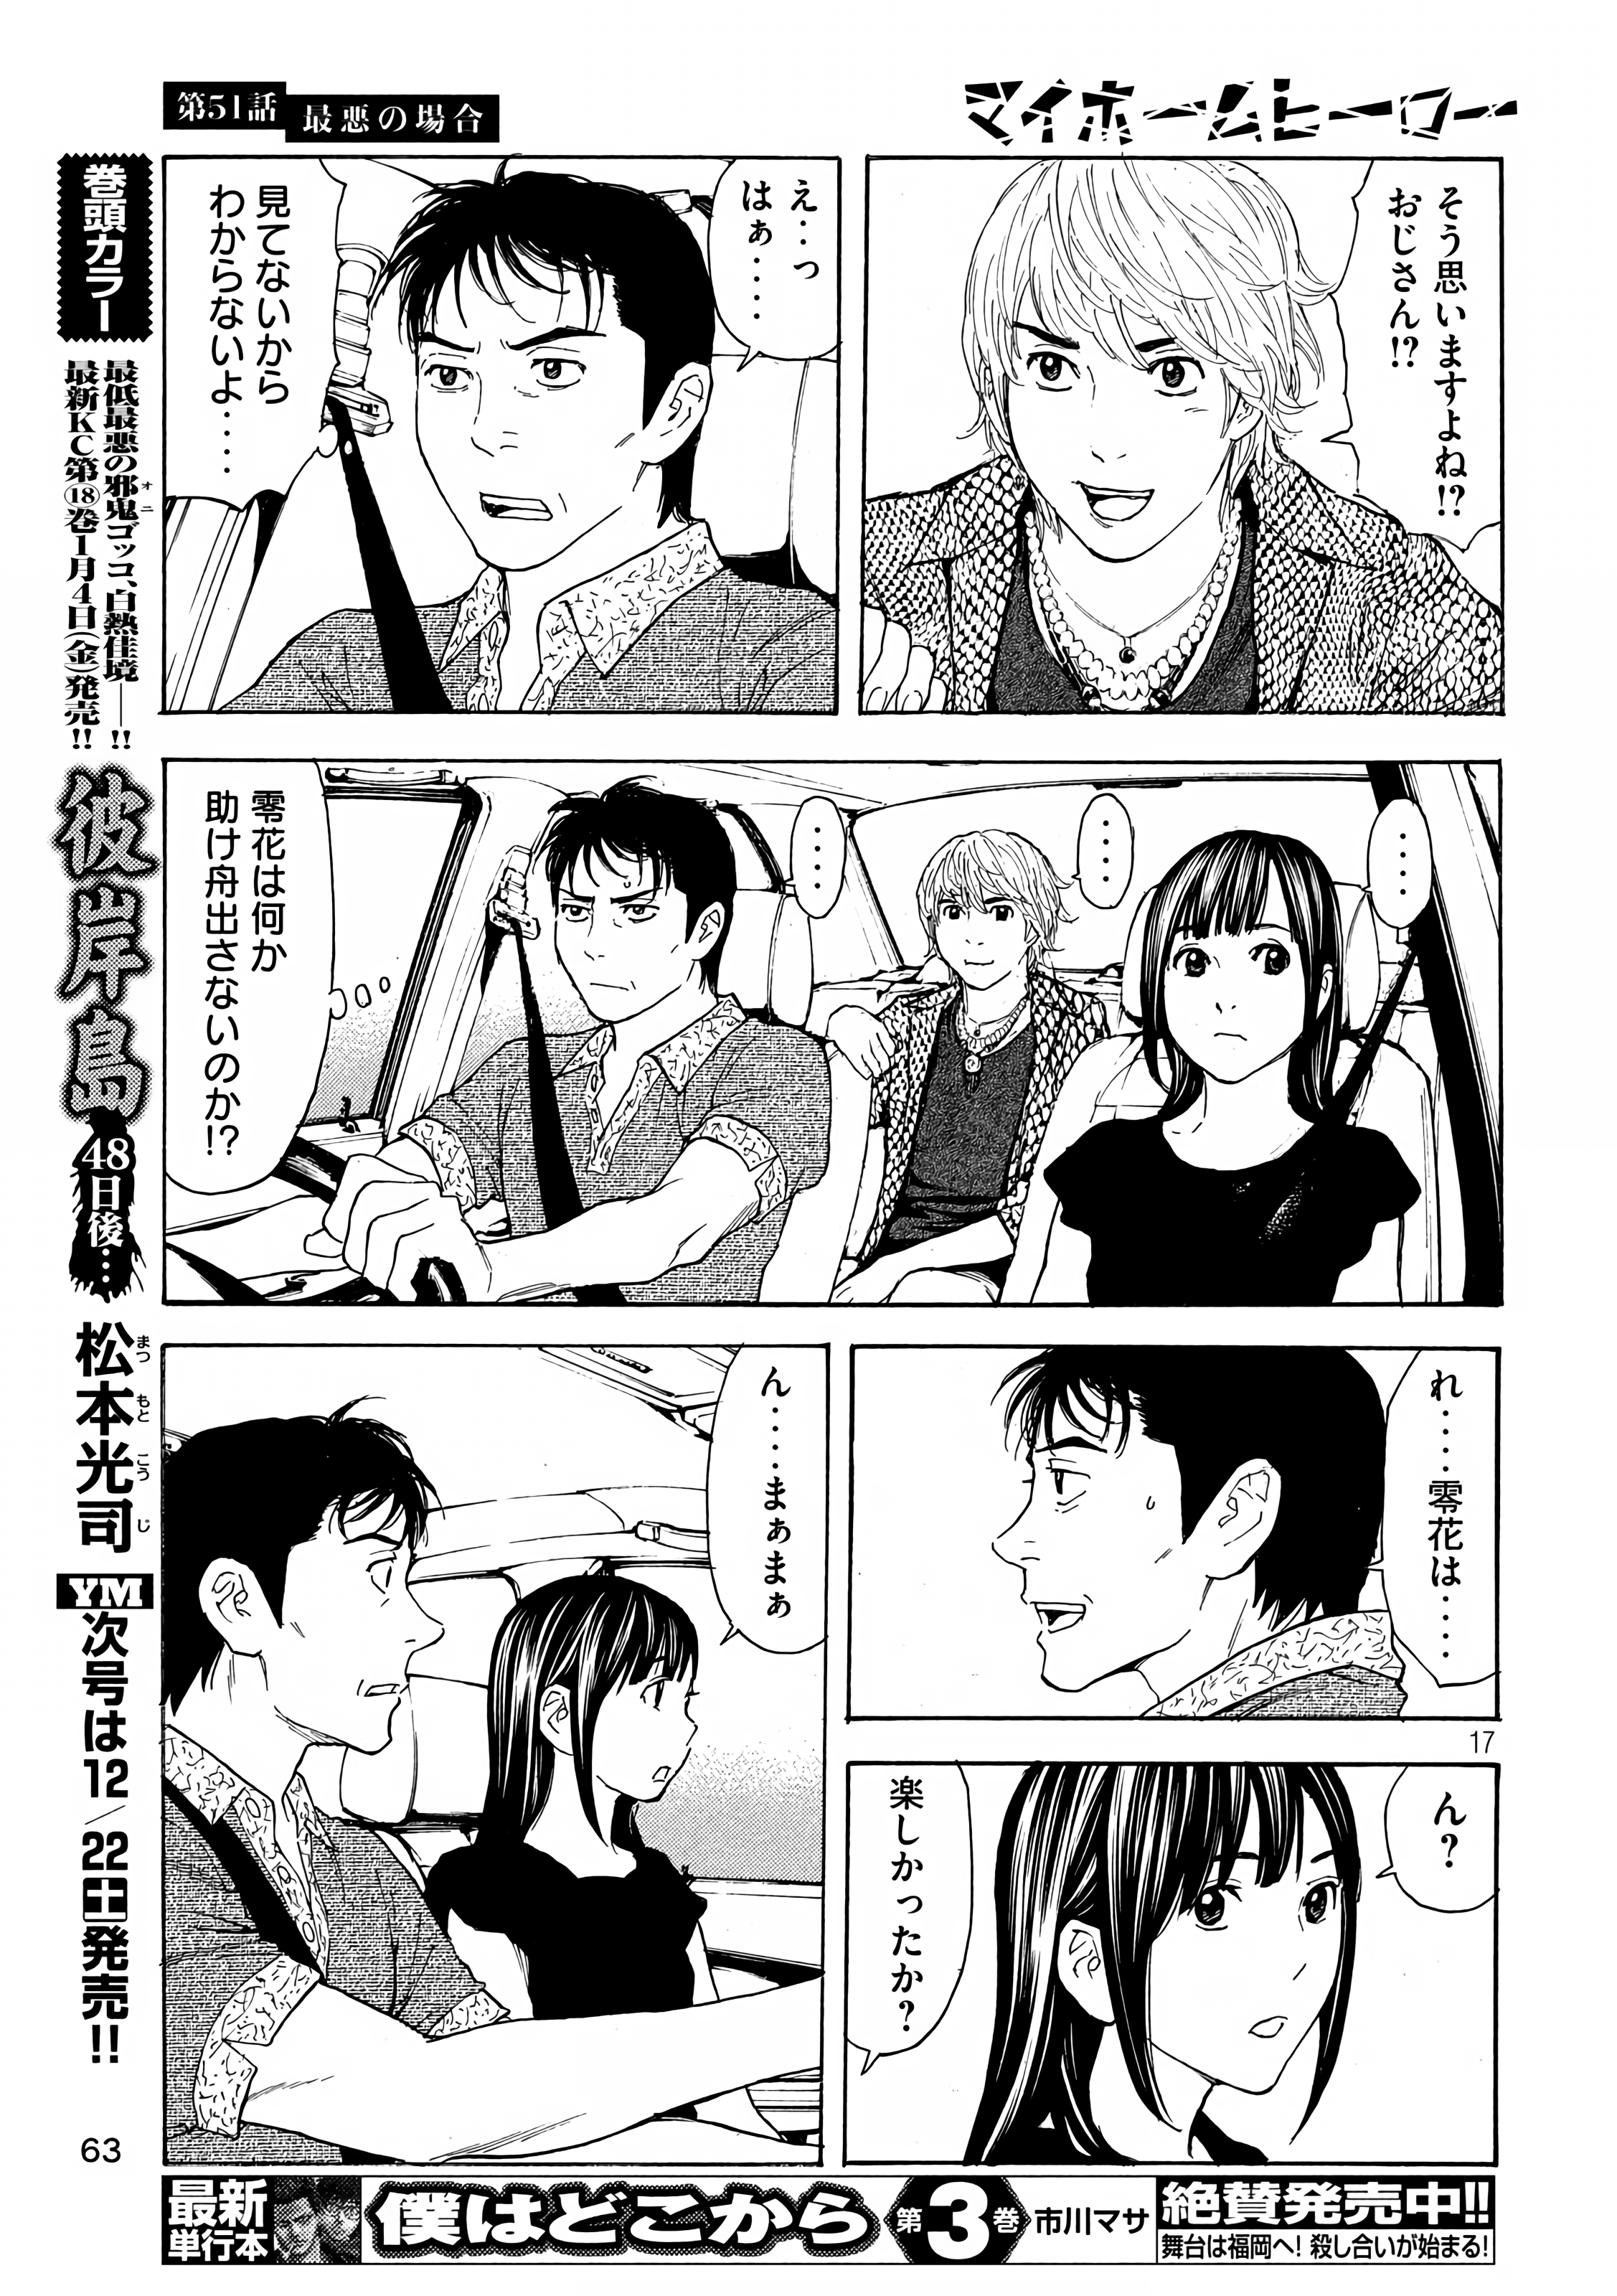 第51話
最悪の場合
マイホームヒーロー
そう思いますよね!?
おじさん!?
え‥っ
はぁ‥‥
見てないから
わからないよ‥‥
‥‥
‥‥
‥‥
零花は何か
助け舟出さないのか!?
れ‥‥零花は‥‥
ん?
楽しかったか?
ん‥‥まぁまぁ
17
巻頭カラー
最低最悪の邪鬼ゴッコ、白熱佳境――!!
オニ
最新KC第⑱巻1月4日(金)発売!!
彼岸島
48日後…
松本光司
まつもとこうじ
YM次号は12/22土発売!!
63
最新
単行本
僕はどこから
第3巻
市川マサ
絶賛発売中!!
舞台は福岡へ!殺し合いが始まる!